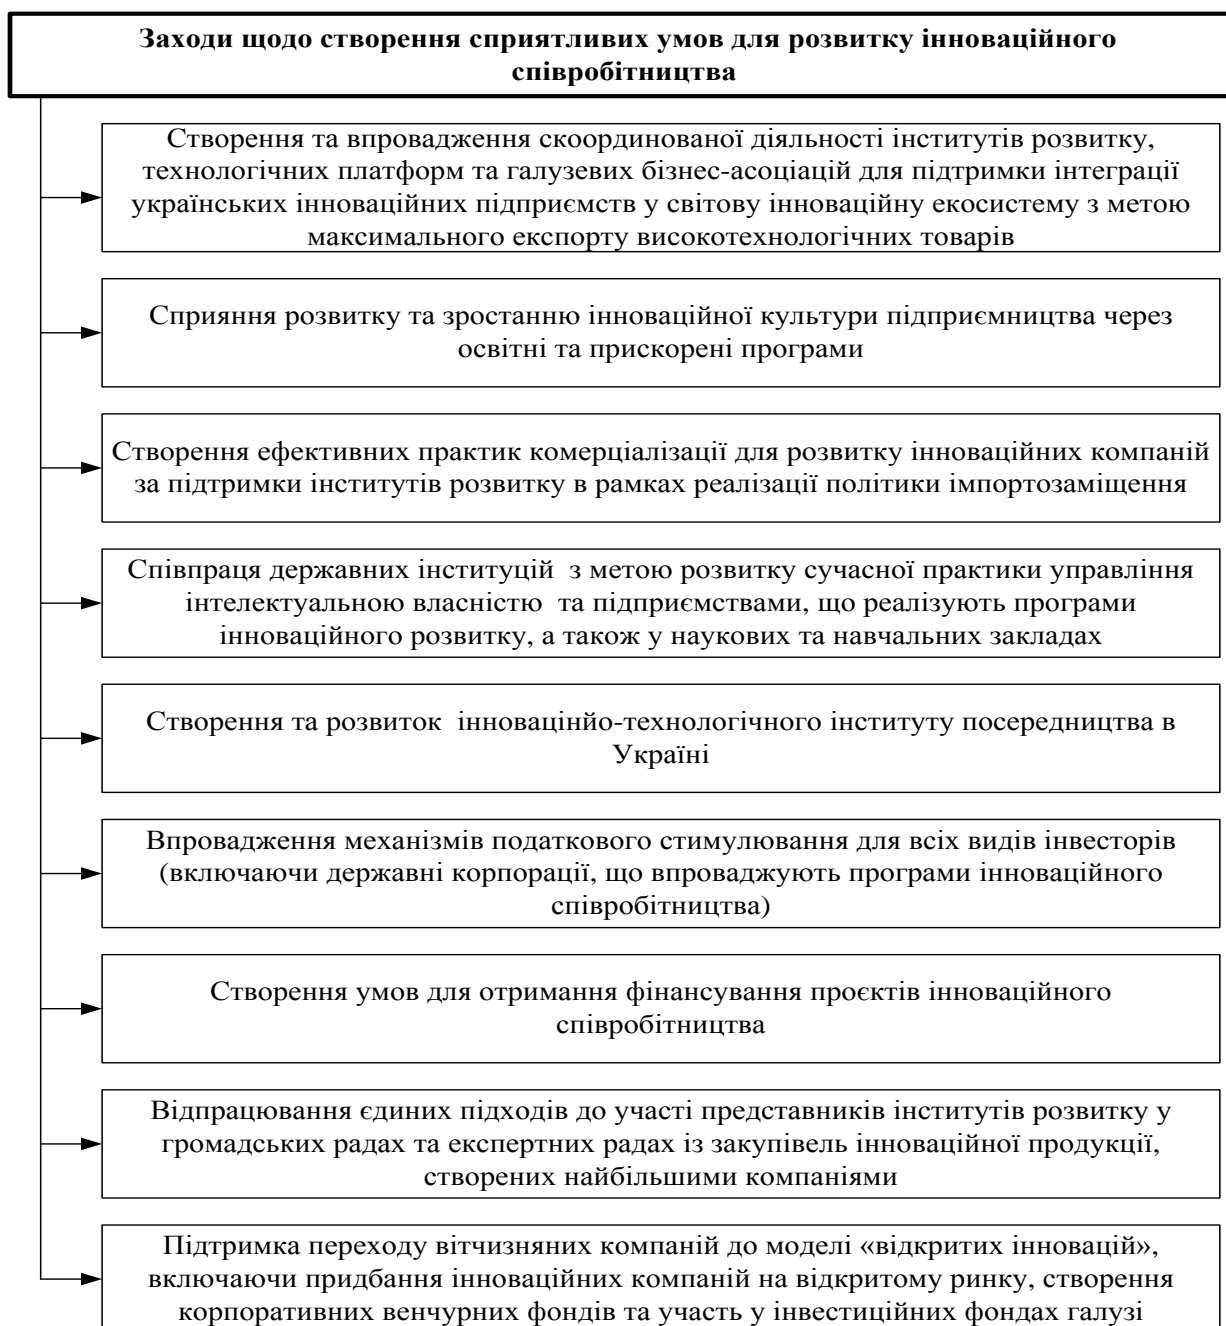 Заходи щодо створення сприятливих умов для розвитку інноваційного
співробітництва
Створення та впровадження скоординованої діяльності інститутів розвитку,
технологічних платформ та галузевих бізнес-асоціацій для підтримки інтеграції
українських інноваційних підприємств у світову інноваційну екосистему з метою
максимального експорту високотехнологічних товарів
Сприяння розвитку та зростанню інноваційної культури підприємництва через
освітні та прискорені програми
Створення ефективних практик комерціалізації для розвитку інноваційних компаній
за підтримки інститутів розвитку в рамках реалізації політики імпортозаміщення
Співпраця державних інституцій з метою розвитку сучасної практики управління
інтелектуальною власністю та підприємствами, що реалізують програми
інноваційного розвитку, а також у наукових та навчальних закладах
Створення та розвиток інновацінйо-технологічного інституту посередництва в
Україні
Впровадження механізмів податкового стимулювання для всіх видів інвесторів
(включаючи державні корпорації, що впроваджують програми інноваційного
співробітництва)
Створення умов для отримання фінансування проєктів інноваційного
співробітництва
Відпрацювання єдиних підходів до участі представників інститутів розвитку у
громадських радах та експертних радах із закупівель інноваційної продукції,
створених найбільшими компаніями
Підтримка переходу вітчизняних компаній до моделі «відкритих інновацій»,
включаючи придбання інноваційних компаній на відкритому ринку, створення
корпоративних венчурних фондів та участь у інвестиційних фондах галузі